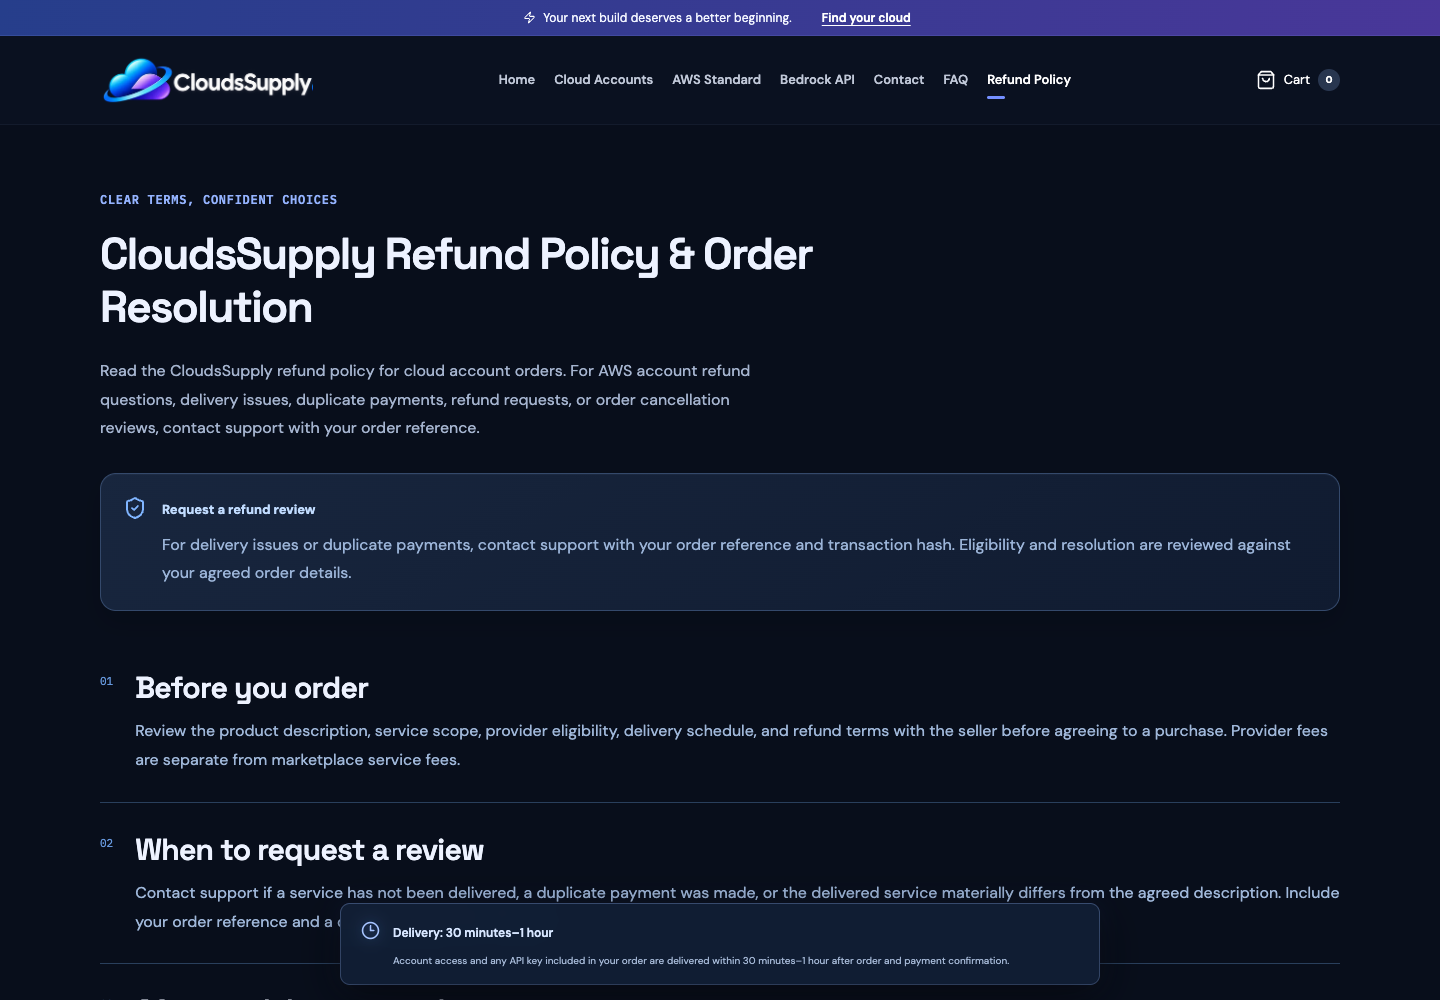 Your next build deserves a better beginning. Find your cloud
CloudsSupply
Home Cloud Accounts AWS Standard Bedrock API Contact FAQ Refund Policy
Cart 0
CLEAR TERMS, CONFIDENT CHOICES
CloudsSupply Refund Policy & Order
Resolution
Read the CloudsSupply refund policy for cloud account orders. For AWS account refund
questions, delivery issues, duplicate payments, refund requests, or order cancellation
reviews, contact support with your order reference.
Request a refund review
For delivery issues or duplicate payments, contact support with your order reference and transaction hash. Eligibility and resolution are reviewed against
your agreed order details.
01
Before you order
Review the product description, service scope, provider eligibility, delivery schedule, and refund terms with the seller before agreeing to a purchase. Provider fees
are separate from marketplace service fees.
02
When to request a review
Contact support if a service has not been delivered, a duplicate payment was made, or the delivered service materially differs from the agreed description. Include
your order reference and a
Delivery: 30 minutes–1 hour
Account access and any API key included in your order are delivered within 30 minutes–1 hour after order and payment confirmation.